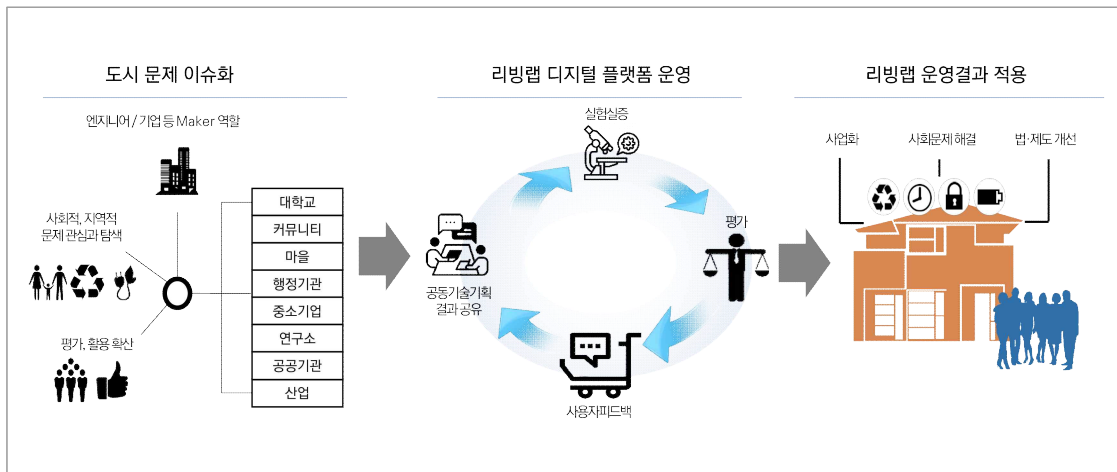 도시 문제 이슈화
엔지니어 / 기업 등 Maker 역할
사회적, 지역적
문제 관심과 탐색
평가, 활용 확산
대학교
커뮤니티
마을
행정기관
중소기업
연구소
공공기관
산업
리빙랩 디지털 플랫폼 운영
실험실증
평가
공동기술기획
결과 공유
사용자피드백
리빙랩 운영결과 적용
사업화
사회문제 해결
법·제도 개선